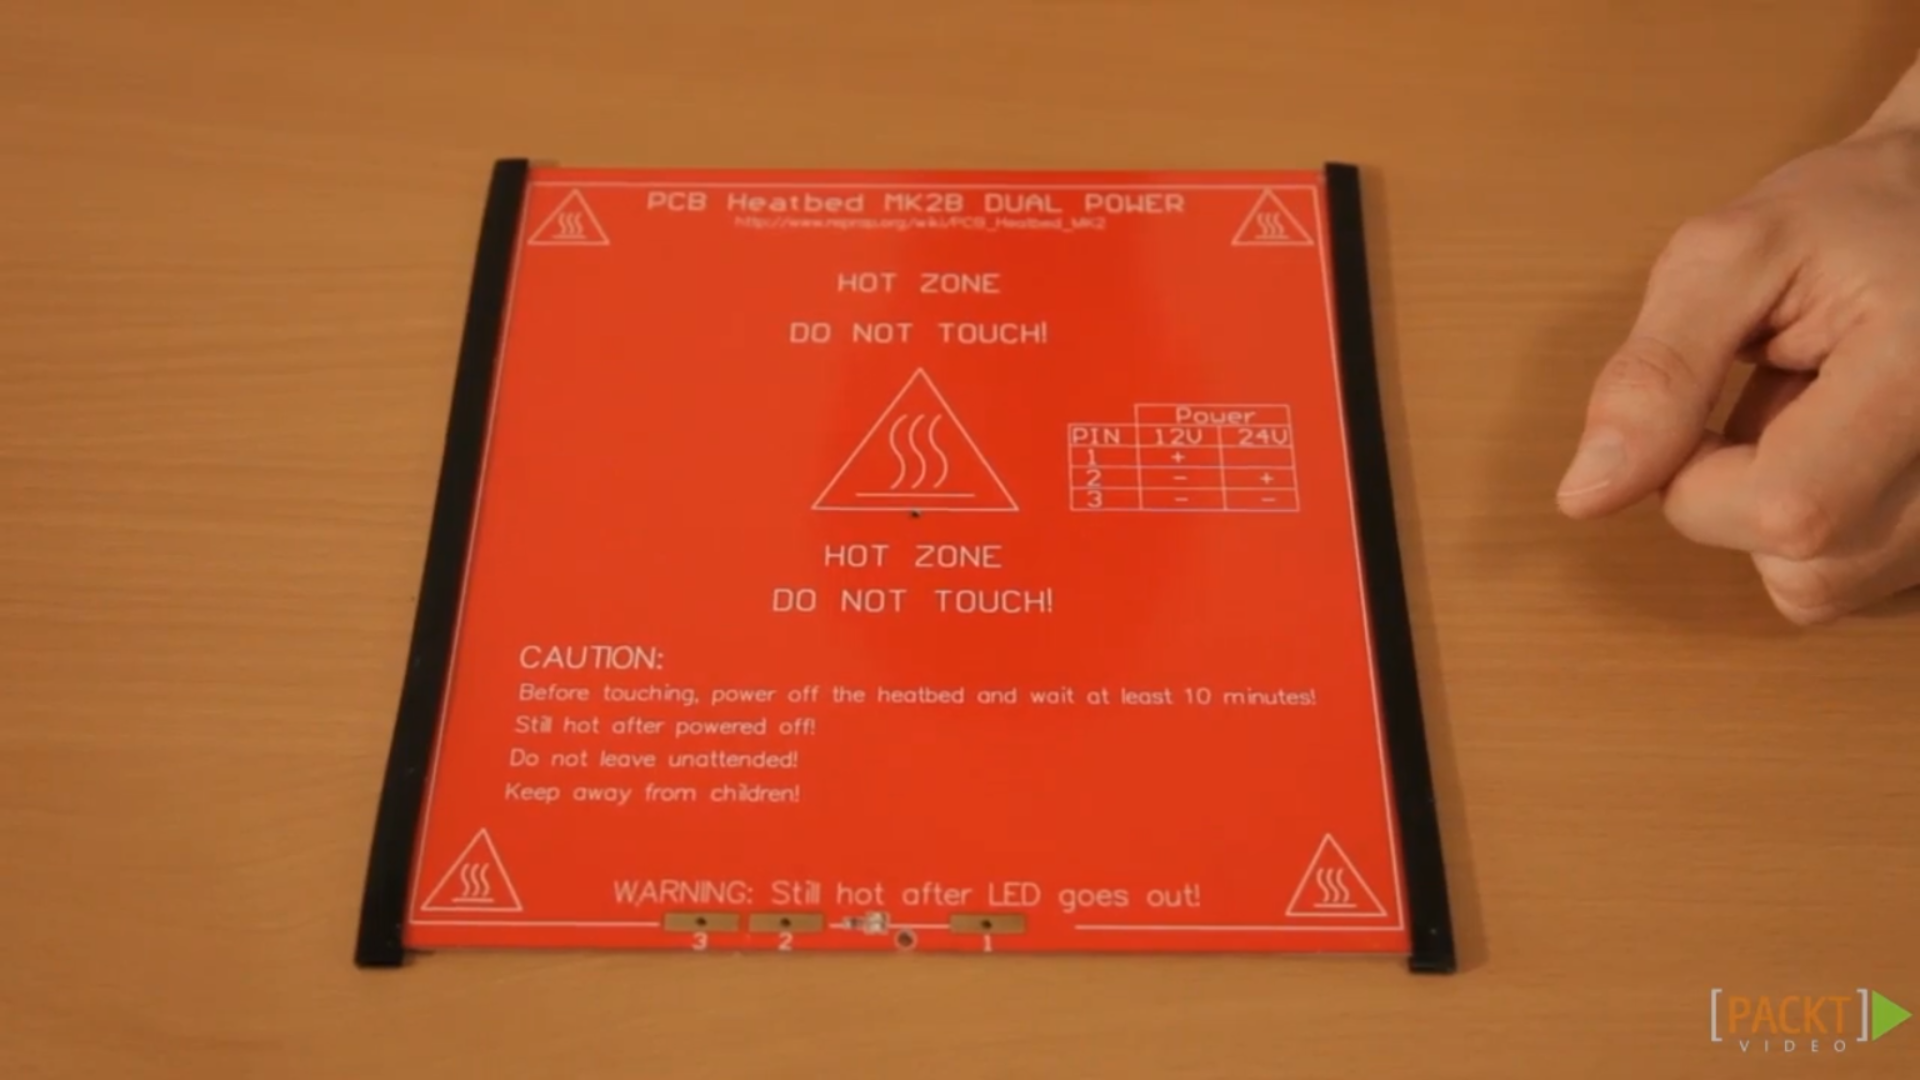 PCB Heatbed MK2B DUAL POWER
http://www.reprap.org/wiki/PCB_Heatbed_MK2
HOT ZONE
DO NOT TOUCH!
Power
PIN 12V 24V
1 +
2 - +
3 - -
HOT ZONE
DO NOT TOUCH!
CAUTION:
Before touching, power off the heatbed and wait at least 10 minutes!
Still hot after powered off!
Do not leave unattended!
Keep away from children!
WARNING: Still hot after LED goes out!
3 2 1
[PACKT]
VIDEO